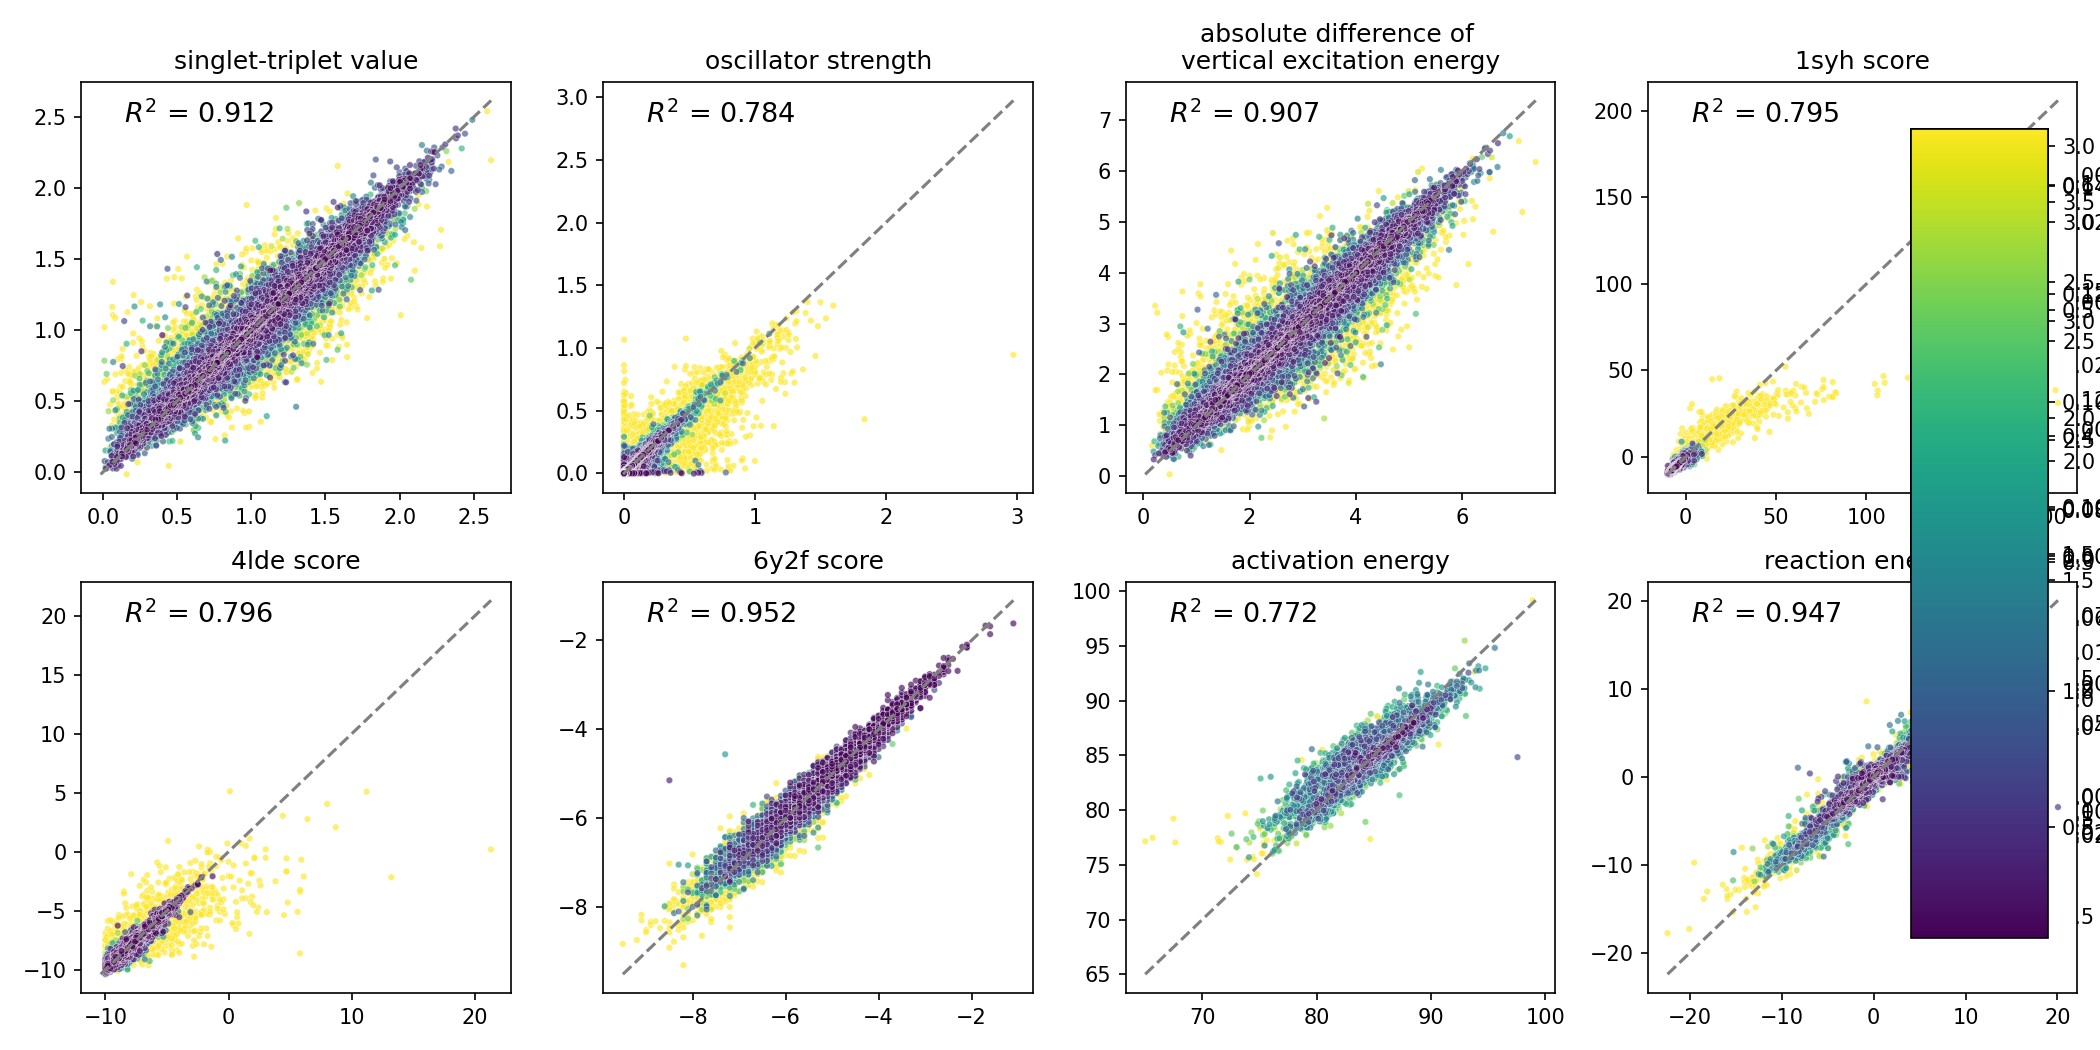 singlet-triplet value
R² = 0.912
2.5
2.0
1.5
1.0
0.5
0.0
0.0 0.5 1.0 1.5 2.0 2.5
oscillator strength
R² = 0.784
3.0
2.5
2.0
1.5
1.0
0.5
0.0
0 1 2 3
absolute difference of
vertical excitation energy
R² = 0.907
7
6
5
4
3
2
1
0
0 2 4 6
1syh score
R² = 0.795
200
150
100
50
0
0 50 100
4lde score
R² = 0.796
20
15
10
5
0
−5
−10
−10 0 10 20
6y2f score
R² = 0.952
−2
−4
−6
−8
−8 −6 −4 −2
activation energy
R² = 0.772
100
95
90
85
80
75
70
65
70 80 90 100
reaction ene
R² = 0.947
20
10
0
−10
−20
−20 −10 0 10 20
3.0